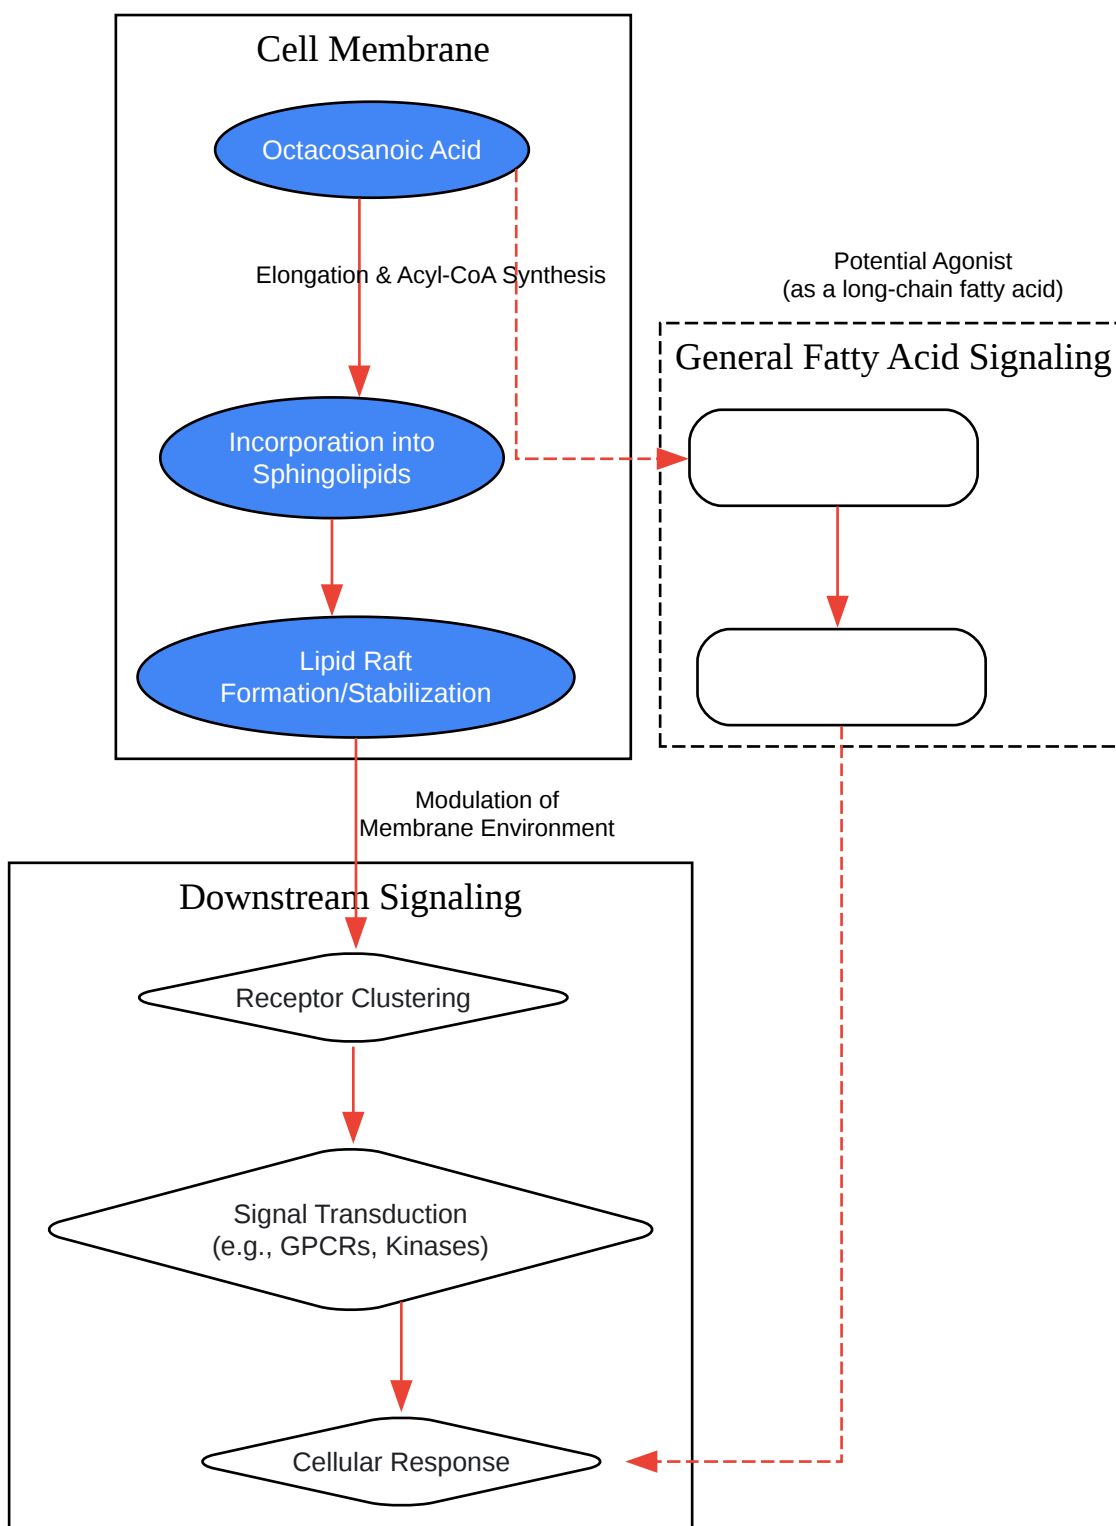 Cell Membrane
Octacosanoic Acid
Elongation & Acyl-CoA Synthesis
Incorporation into
Sphingolipids
Lipid Raft
Formation/Stabilization
Potential Agonist
(as a long-chain fatty acid)
General Fatty Acid Signaling
Modulation of
Membrane Environment
Downstream Signaling
Receptor Clustering
Signal Transduction
(e.g., GPCRs, Kinases)
Cellular Response